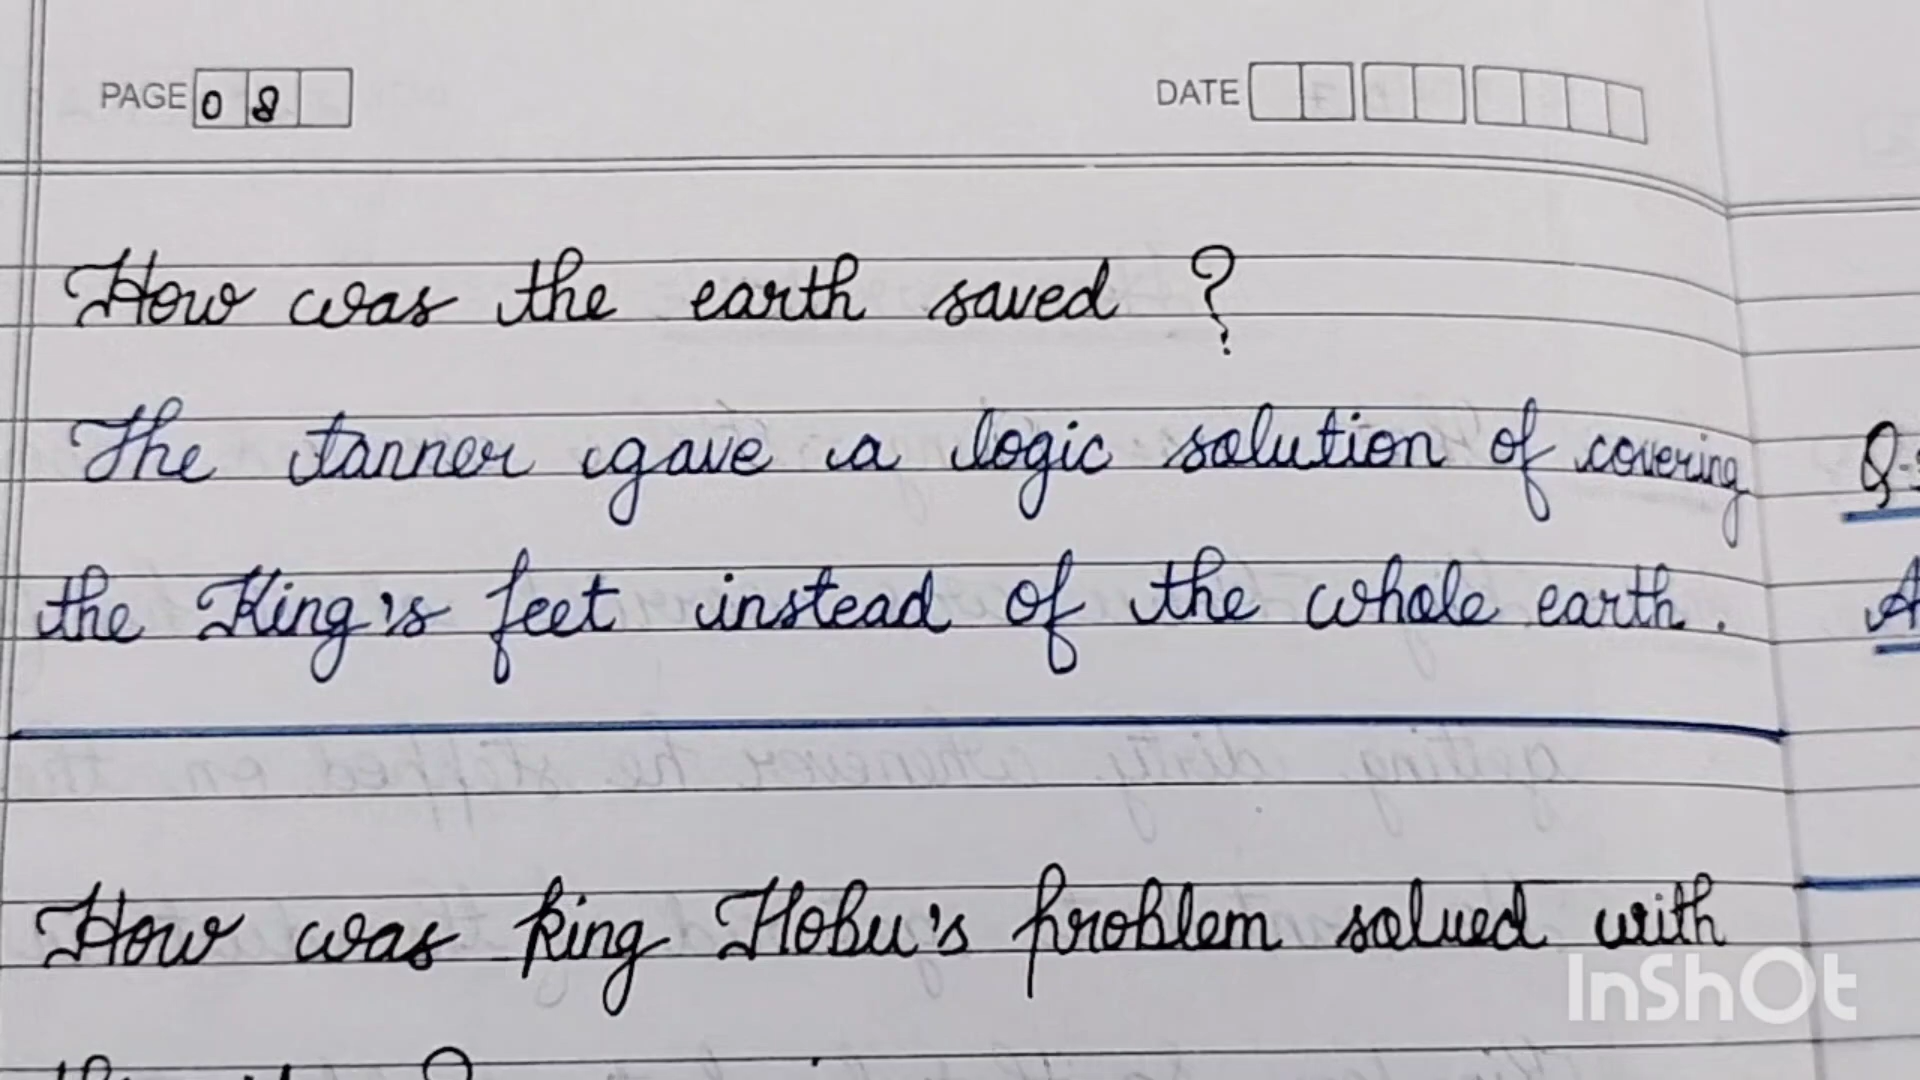 PAGE 08
DATE
How was the earth saved ?
The tanner gave a logic solution of covering
the King's feet instead of the whole earth.
How was king Hobu's problem solved with
InShOt